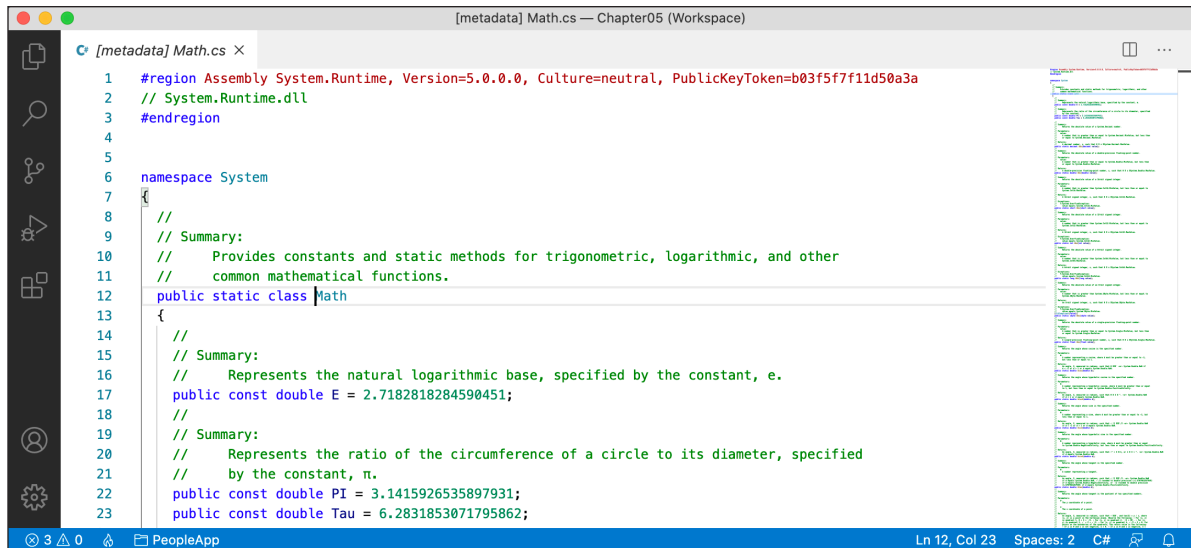 [metadata] Math.cs — Chapter05 (Workspace)
C# [metadata] Math.cs ×
1 #region Assembly System.Runtime, Version=5.0.0.0, Culture=neutral, PublicKeyToken=b03f5f7f11d50a3a
2 // System.Runtime.dll
3 #endregion
4
5
6 namespace System
7 {
8 //
9 // Summary:
10 // Provides constants and static methods for trigonometric, logarithmic, and other
11 // common mathematical functions.
12 public static class Math
13 {
14 //
15 // Summary:
16 // Represents the natural logarithmic base, specified by the constant, e.
17 public const double E = 2.7182818284590451;
18 //
19 // Summary:
20 // Represents the ratio of the circumference of a circle to its diameter, specified
21 // by the constant, π.
22 public const double PI = 3.1415926535897931;
23 public const double Tau = 6.2831853071795862;
3 0 PeopleApp Ln 12, Col 23 Spaces: 2 C#